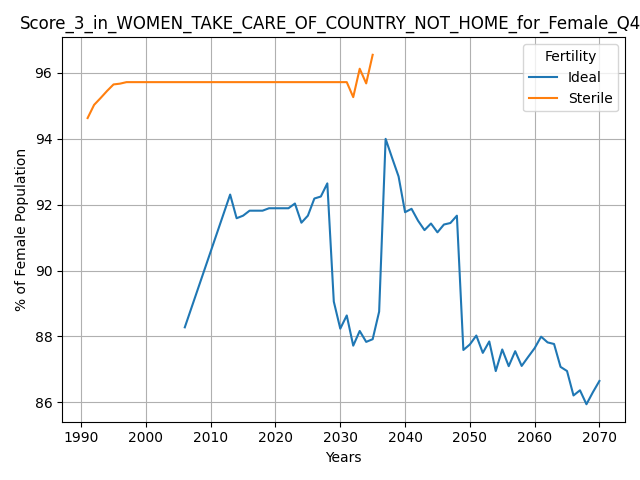 Score_3_in_WOMEN_TAKE_CARE_OF_COUNTRY_NOT_HOME_for_Female_Q4
Fertility
Ideal
Sterile
% of Female Population
96
94
92
90
88
86
1990 2000 2010 2020 2030 2040 2050 2060 2070
Years